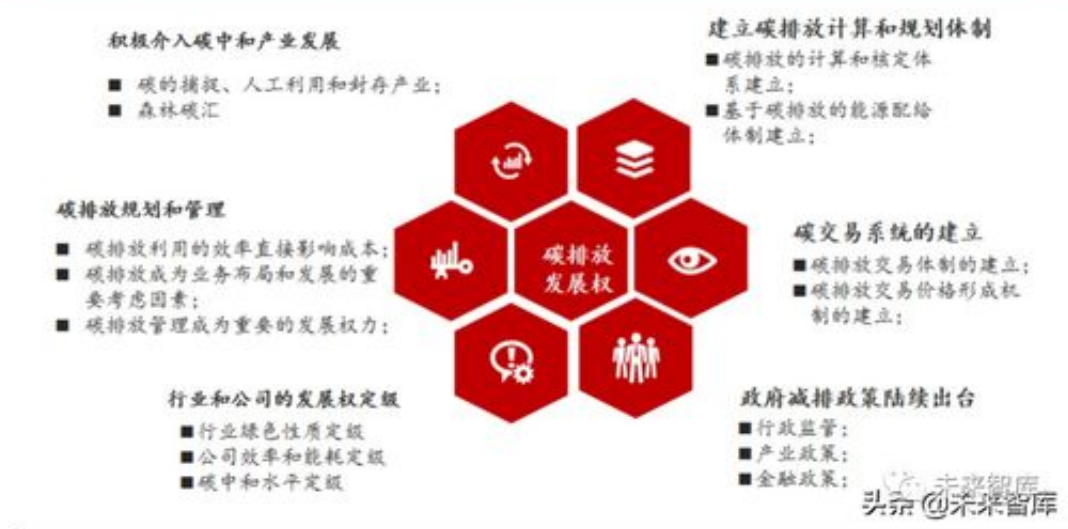 积极介入碳中和产业发展
■ 碳的捕捉、人工利用和封存产业;
■ 森林碳汇
建立碳排放计算和规划体制
■碳排放的计算和核定体
系建立;
■基于碳排放的能源配给
体制建立;
碳排放规划和管理
■ 碳排放利用的效率直接影响成本;
■ 碳排放成为业务布局和发展的重
要考虑因素;
■ 碳排放管理成为重要的发展权力;
碳排放
发展权
碳交易系统的建立
■碳排放交易体制的建立;
■碳排放交易价格形成机
制的建立;
行业和公司的发展权定级
■行业绿色性质定级
■公司效率和能耗定级
■碳中和水平定级
政府减排政策陆续出台
■行政监管;
■产业政策;
■金融政策;
未来智库
头条 @未来智库